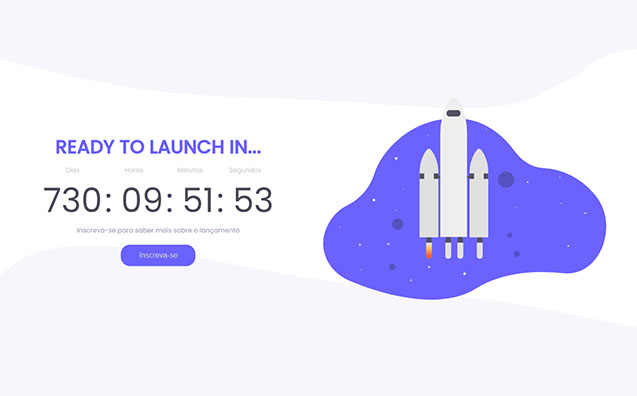 READY TO LAUNCH IN...
Dias Horas Minutos Segundos
730: 09: 51: 53
Inscreva-se para saber mais sobre o lançamento
Inscreva-se